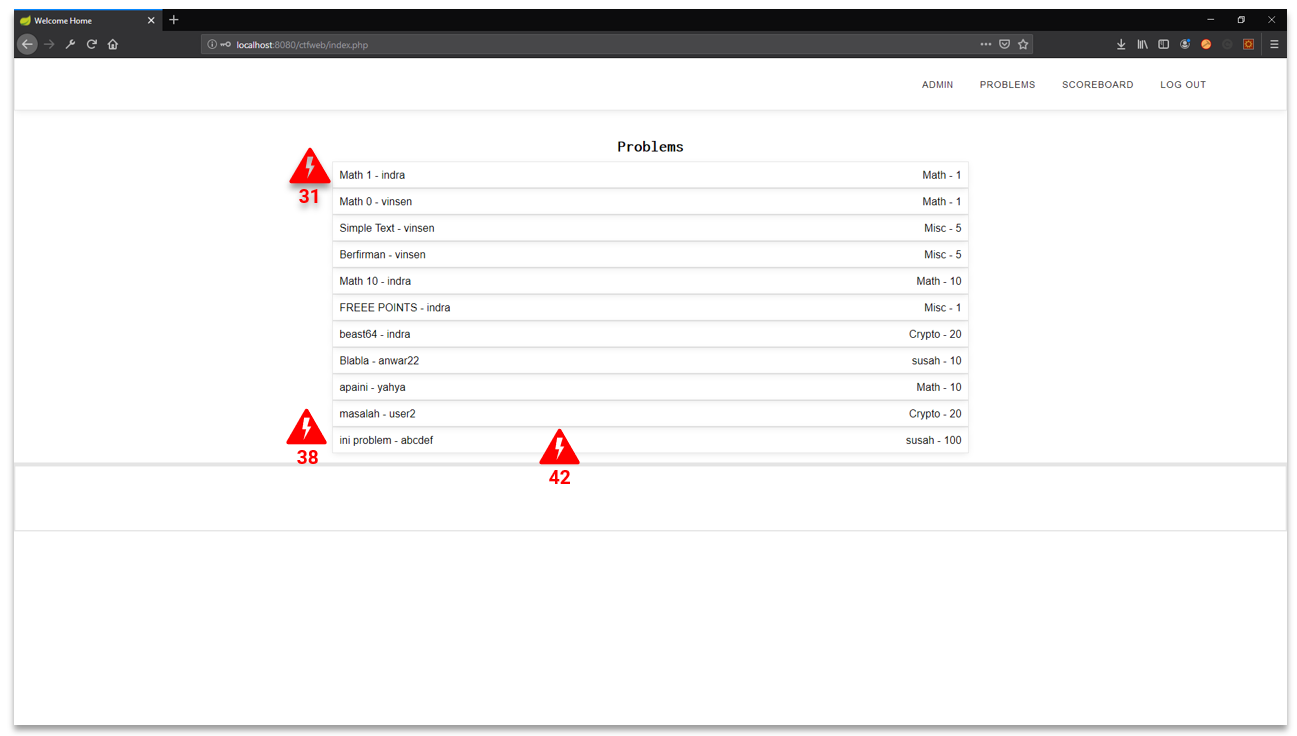 Welcome Home
localhost:8080/ctfweb/index.php
ADMIN PROBLEMS SCOREBOARD LOG OUT
Problems
31
Math 1 - indra Math - 1
Math 0 - vinsen Math - 1
Simple Text - vinsen Misc - 5
Berfirman - vinsen Misc - 5
Math 10 - indra Math - 10
FREEE POINTS - indra Misc - 1
beast64 - indra Crypto - 20
Blabla - anwar22 susah - 10
apaini - yahya Math - 10
masalah - user2 Crypto - 20
ini problem - abcdef susah - 100
38
42